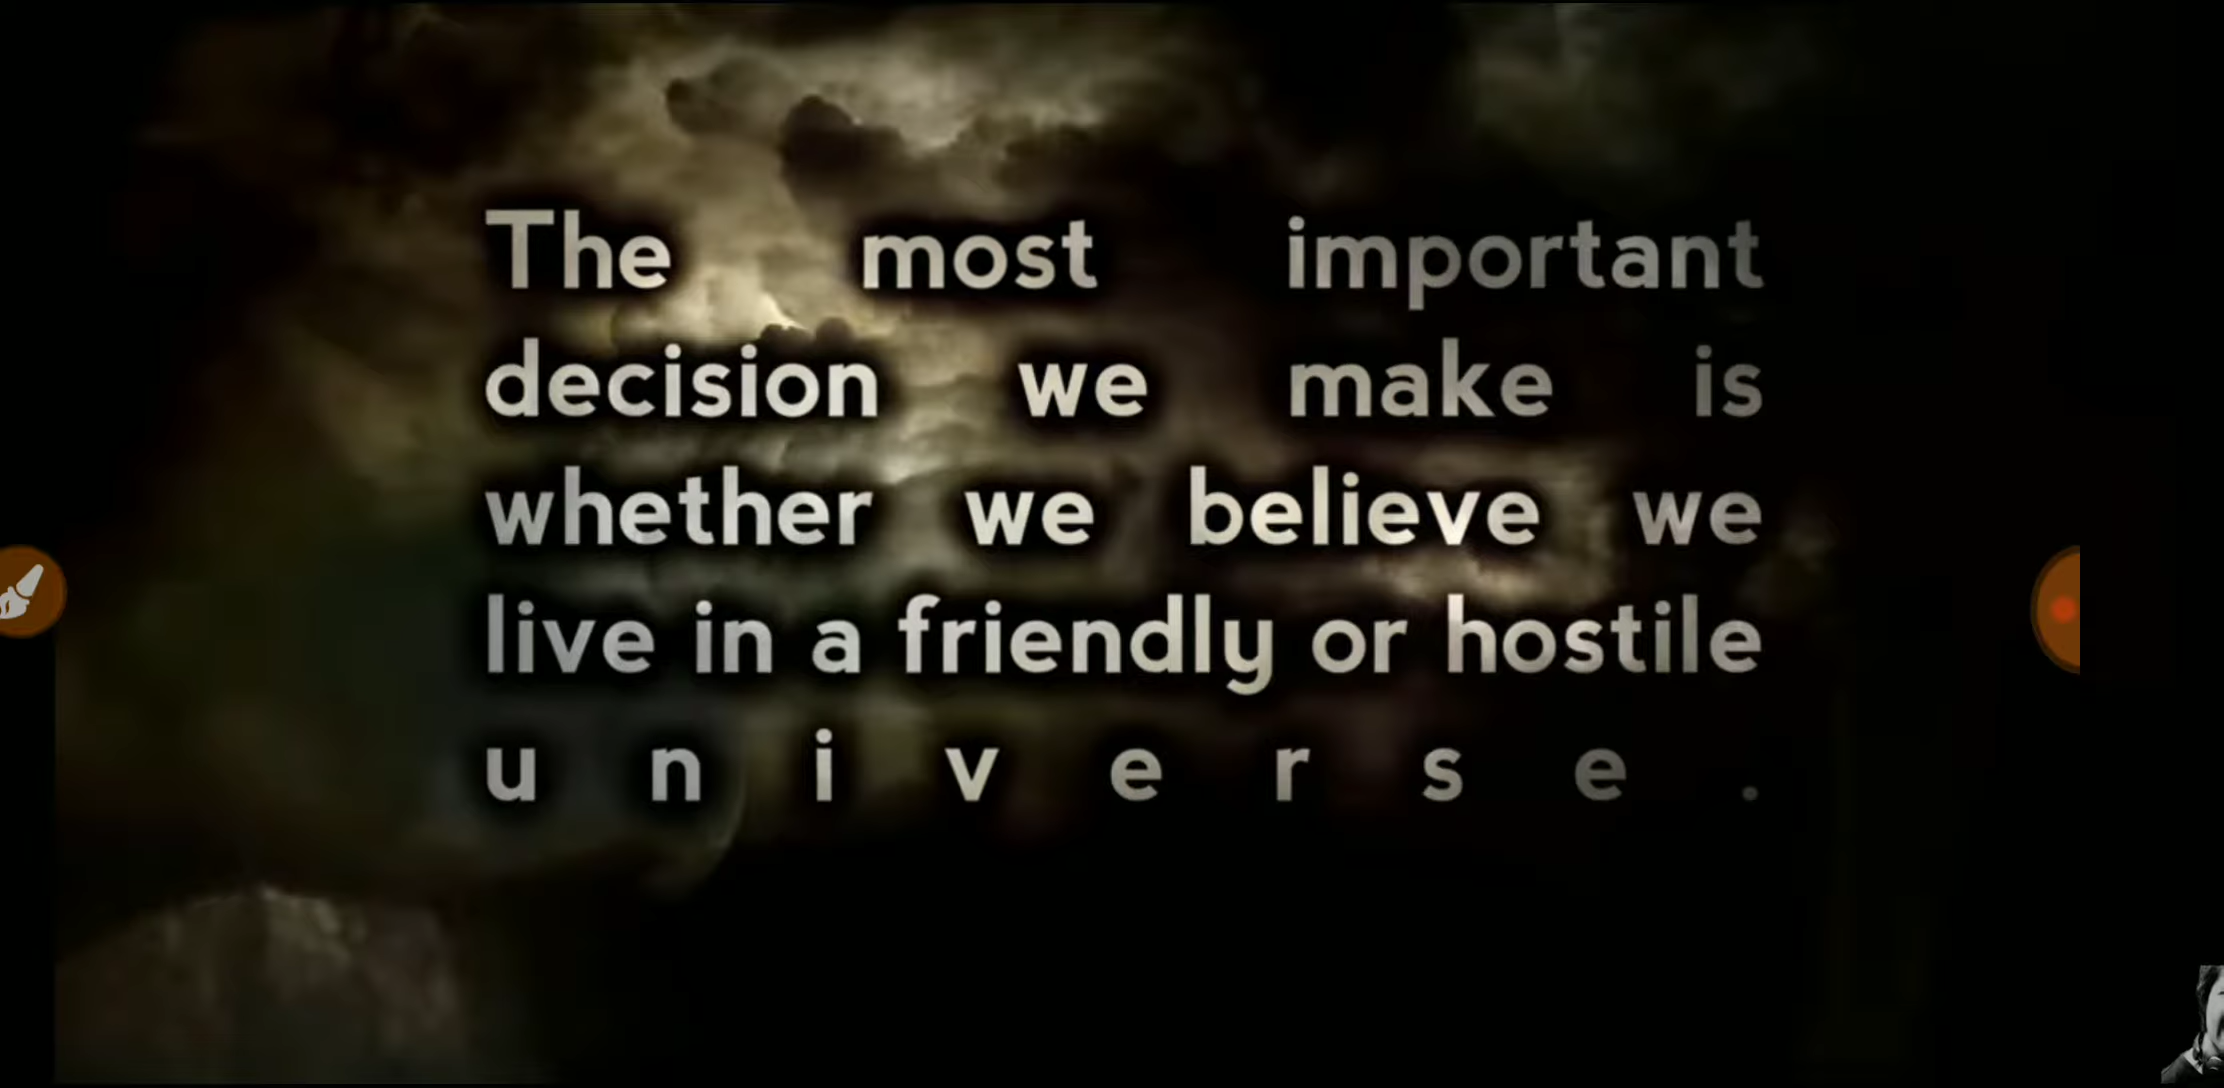 The most important
decision we make is
whether we believe we
live in a friendly or hostile
u n i v e r s e .